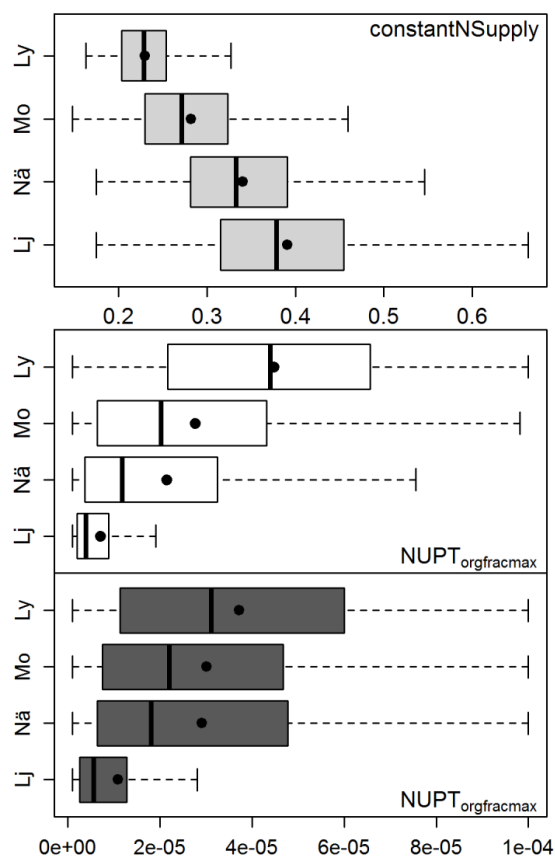 constantNSupply
Ly
Mo
Nä
Lj
0.2 0.3 0.4 0.5 0.6
Ly
Mo
Nä
Lj
NUPTorgfracmax
Ly
Mo
Nä
Lj
NUPTorgfracmax
0e+00 2e-05 4e-05 6e-05 8e-05 1e-04